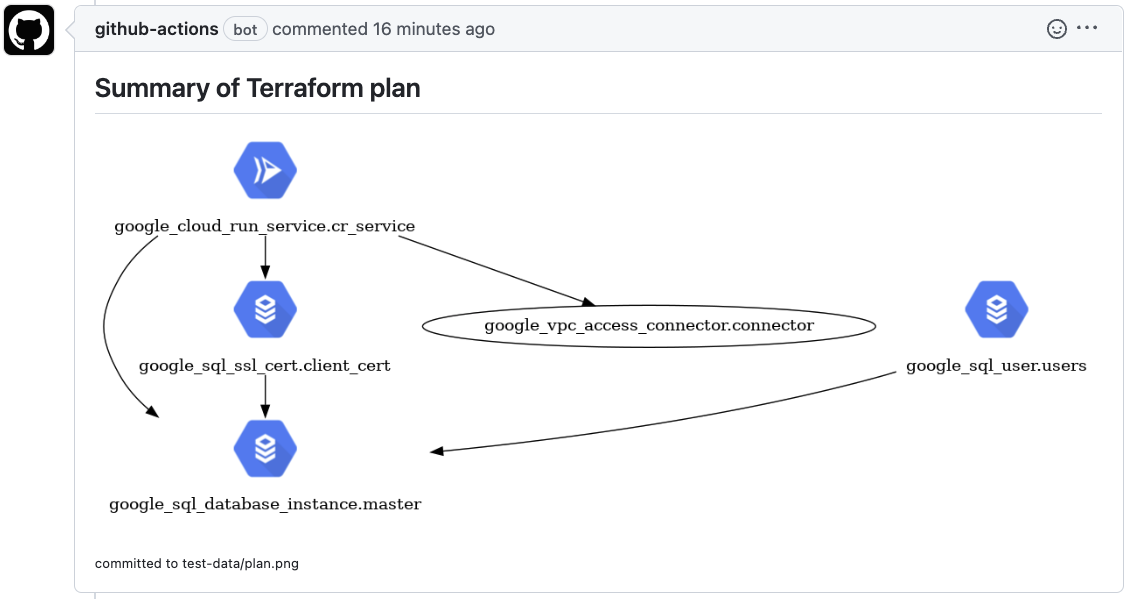 github-actions bot commented 16 minutes ago
Summary of Terraform plan
google_cloud_run_service.cr_service
google_vpc_access_connector.connector
google_sql_ssl_cert.client_cert
google_sql_user.users
google_sql_database_instance.master
committed to test-data/plan.png